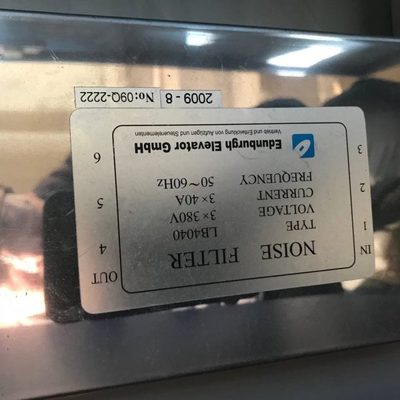 NOISE FILTER
IN OUT
1 TYPE LB4040 4
VOLTAGE 3×380V
2 CURRENT 3×40A 5
FREQUENCY 50~60Hz
3 6
Edunburgh Elevator GmbH
Vertrieb und Entwicklung von Aufzügen und Steuerelementen
2009-8 No:09Q-2222